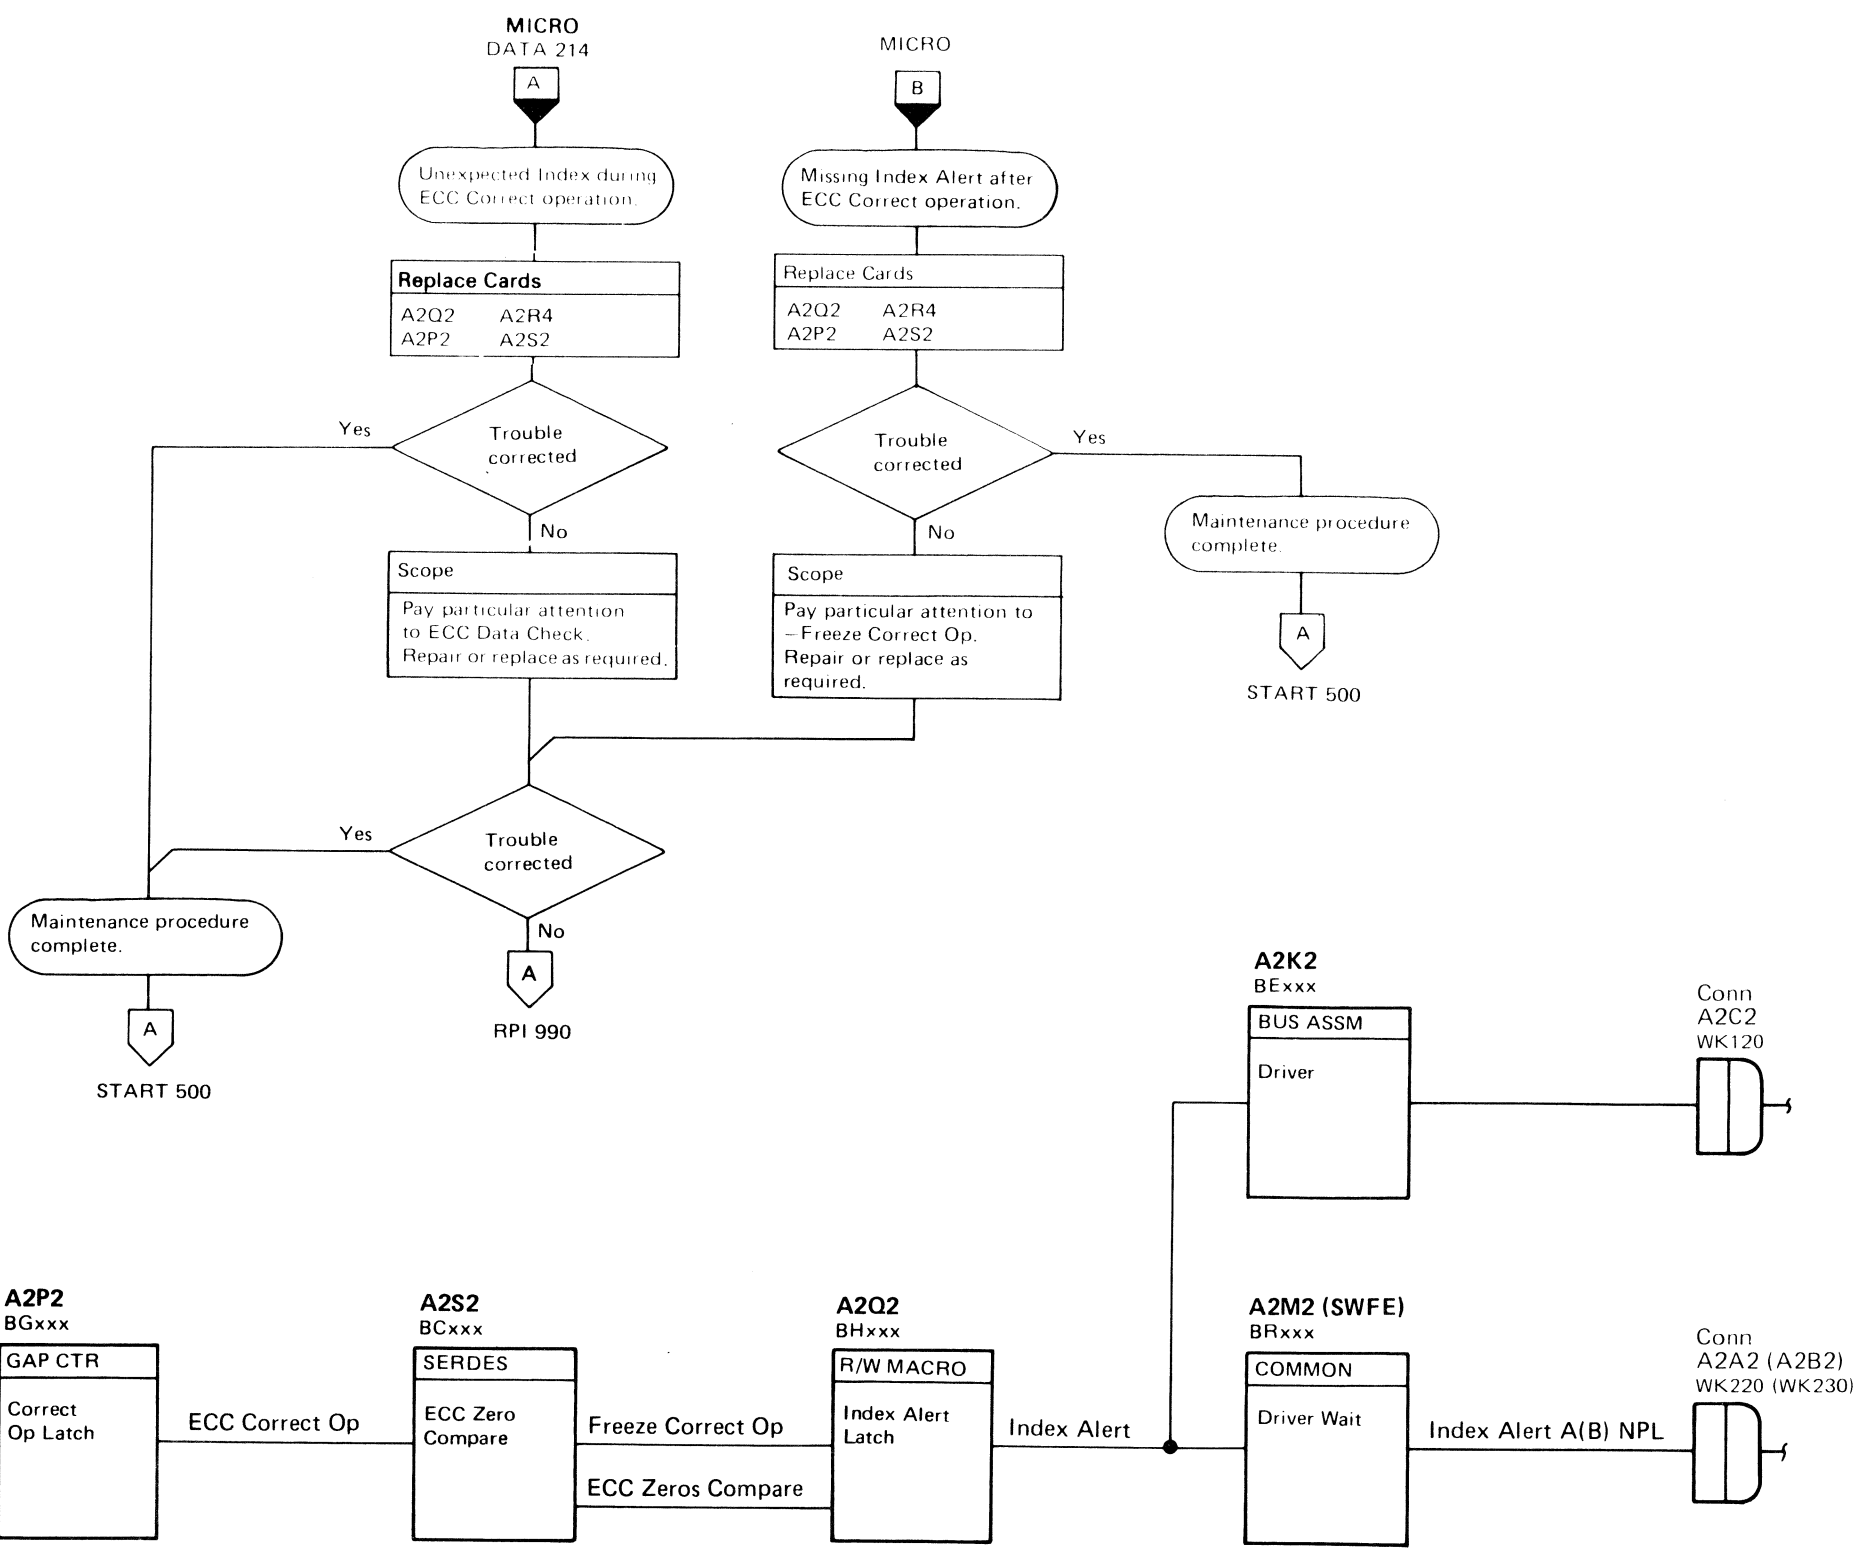 MICRO
DATA 214
A
Unexpected Index during
ECC Correct operation.
Replace Cards
A2Q2 A2R4
A2P2 A2S2
Yes
Trouble
corrected
No
Scope
Pay particular attention
to ECC Data Check.
Repair or replace as required.
MICRO
B
Missing Index Alert after
ECC Correct operation.
Replace Cards
A2Q2 A2R4
A2P2 A2S2
Trouble
corrected
Yes
No
Scope
Pay particular attention to
–Freeze Correct Op.
Repair or replace as
required.
Maintenance procedure
complete.
A
START 500
Yes
Trouble
corrected
No
A
RPI 990
Maintenance procedure
complete.
A
START 500
A2K2
BExxx
BUS ASSM
Driver
Conn
A2C2
WK120
A2P2
BGxxx
GAP CTR
Correct
Op Latch
ECC Correct Op
A2S2
BCxxx
SERDES
ECC Zero
Compare
Freeze Correct Op
ECC Zeros Compare
A2Q2
BHxxx
R/W MACRO
Index Alert
Latch
Index Alert
A2M2 (SWFE)
BRxxx
COMMON
Driver Wait
Index Alert A(B) NPL
Conn
A2A2 (A2B2)
WK220 (WK230)